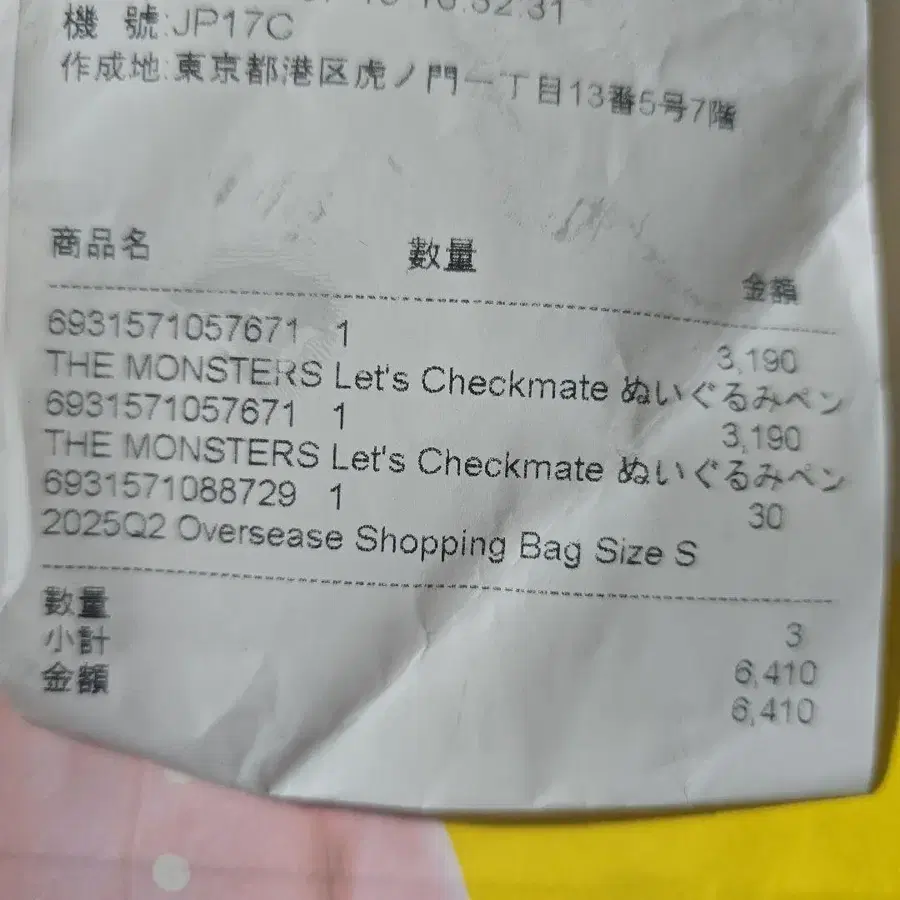 機 號:JP17C
作成地:東京都港区虎ノ門一丁目13番5号7階
商品名 數量 金額
6931571057671 1 3,190
THE MONSTERS Let's Checkmate ぬいぐるみペン
6931571057671 1 3,190
THE MONSTERS Let's Checkmate ぬいぐるみペン
6931571088729 1 30
2025Q2 Oversease Shopping Bag Size S
數量 3
小計 6,410
金額 6,410